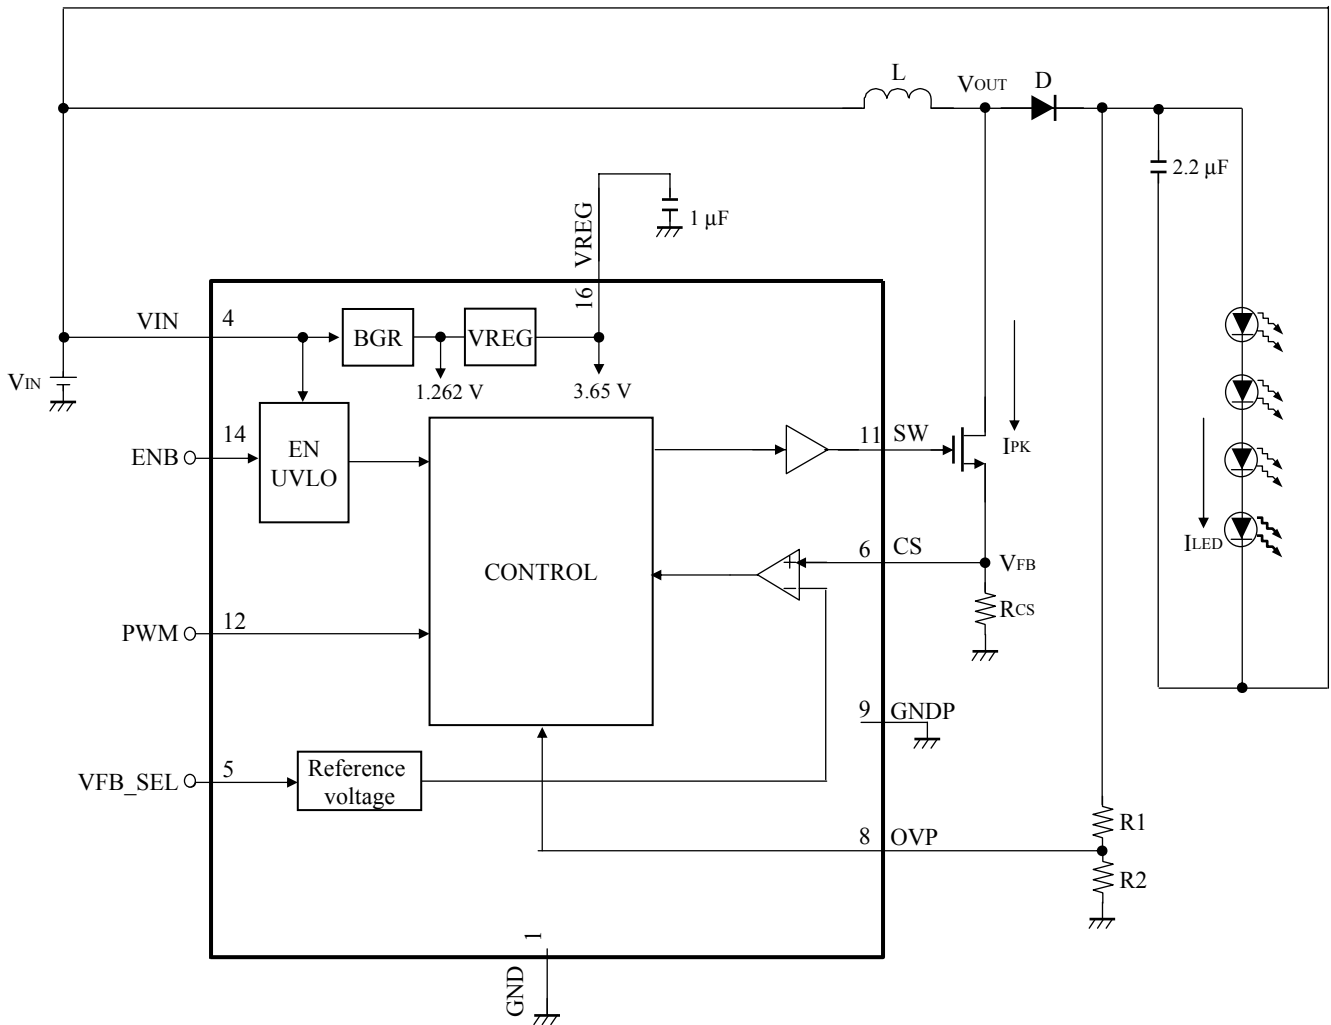 L
VOUT
D
2.2 µF
1 µF
VREG
16
VIN
4
BGR
VREG
VIN
1.262 V
3.65 V
14
ENB
EN
UVLO
11
SW
IPK
CONTROL
6
CS
VFB
ILED
RCS
PWM
12
9
GNDP
VFB_SEL
5
Reference
voltage
8
OVP
R1
R2
1
GND